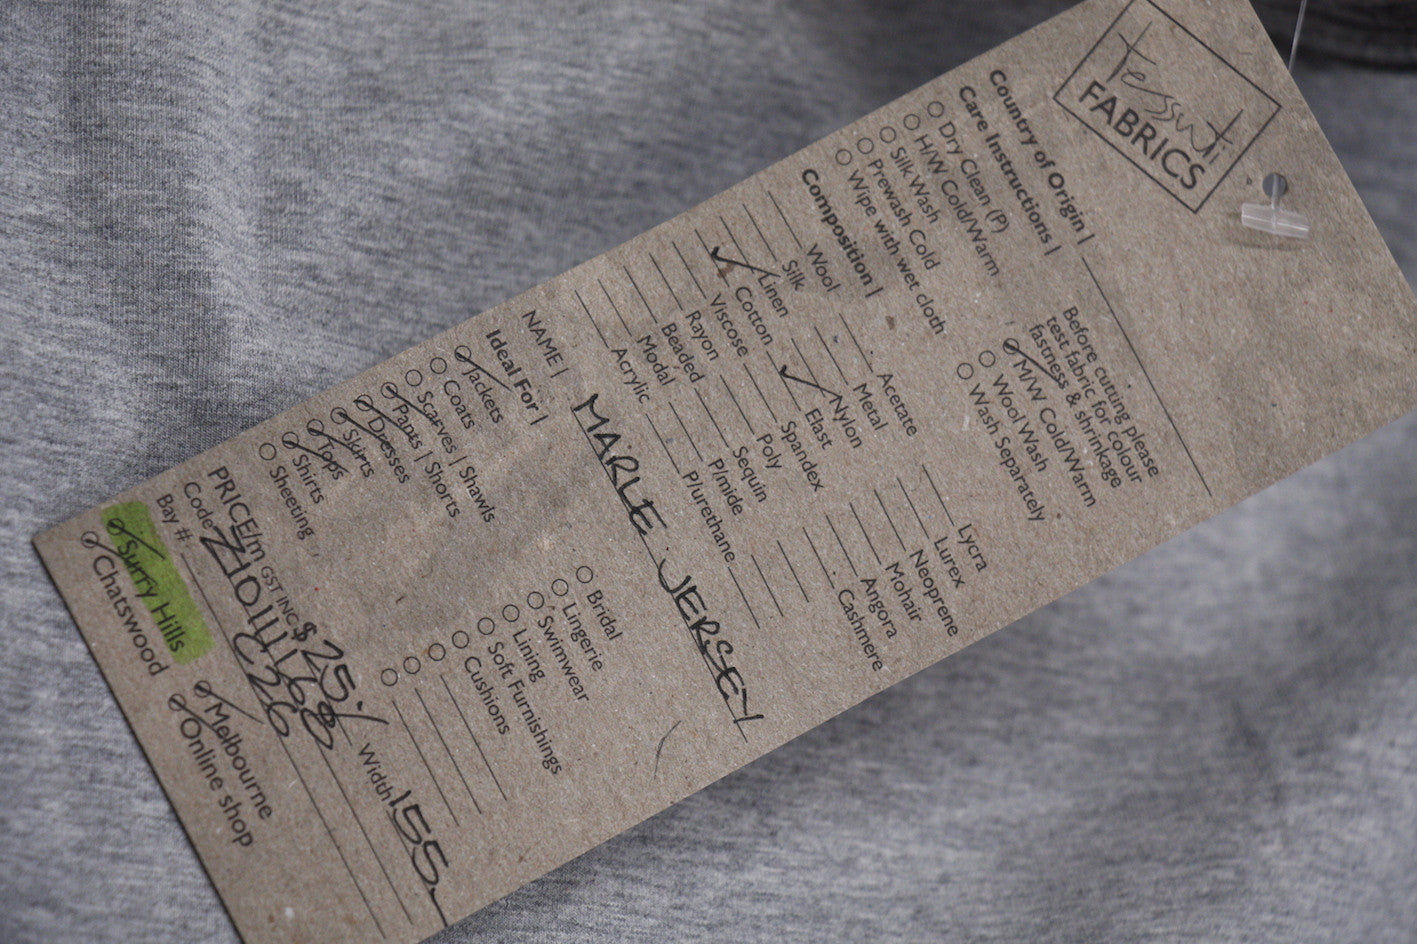 Tessuti
FABRICS
Country of Origin |
Care Instructions |
Dry Clean (P)
H/W Cold/Warm
Silk Wash
Prewash Cold
Wipe with wet cloth
Before cutting please
test fabric for colour
fastness & shrinkage
M/W Cold/Warm
Wool Wash
Wash Separately
Composition |
Wool
Silk
Linen
Cotton
Viscose
Rayon
Beaded
Modal
Acrylic
Acetate
Metal
Nylon
Elast
Spandex
Poly
Sequin
P/mide
P/urethane
Lycra
Lurex
Neoprene
Mohair
Angora
Cashmere
NAME | MARLE JERSEY
Ideal For |
Jackets
Coats
Scarves | Shawls
Pants | Shorts
Dresses
Skirts
Tops
Shirts
Sheeting
Bridal
Lingerie
Swimwear
Lining
Soft Furnishings
Cushions
PRICE/m GST INC $25.- Width 155
Code
Bay #: C26
Surry Hills
Chatswood
Melbourne
Online shop